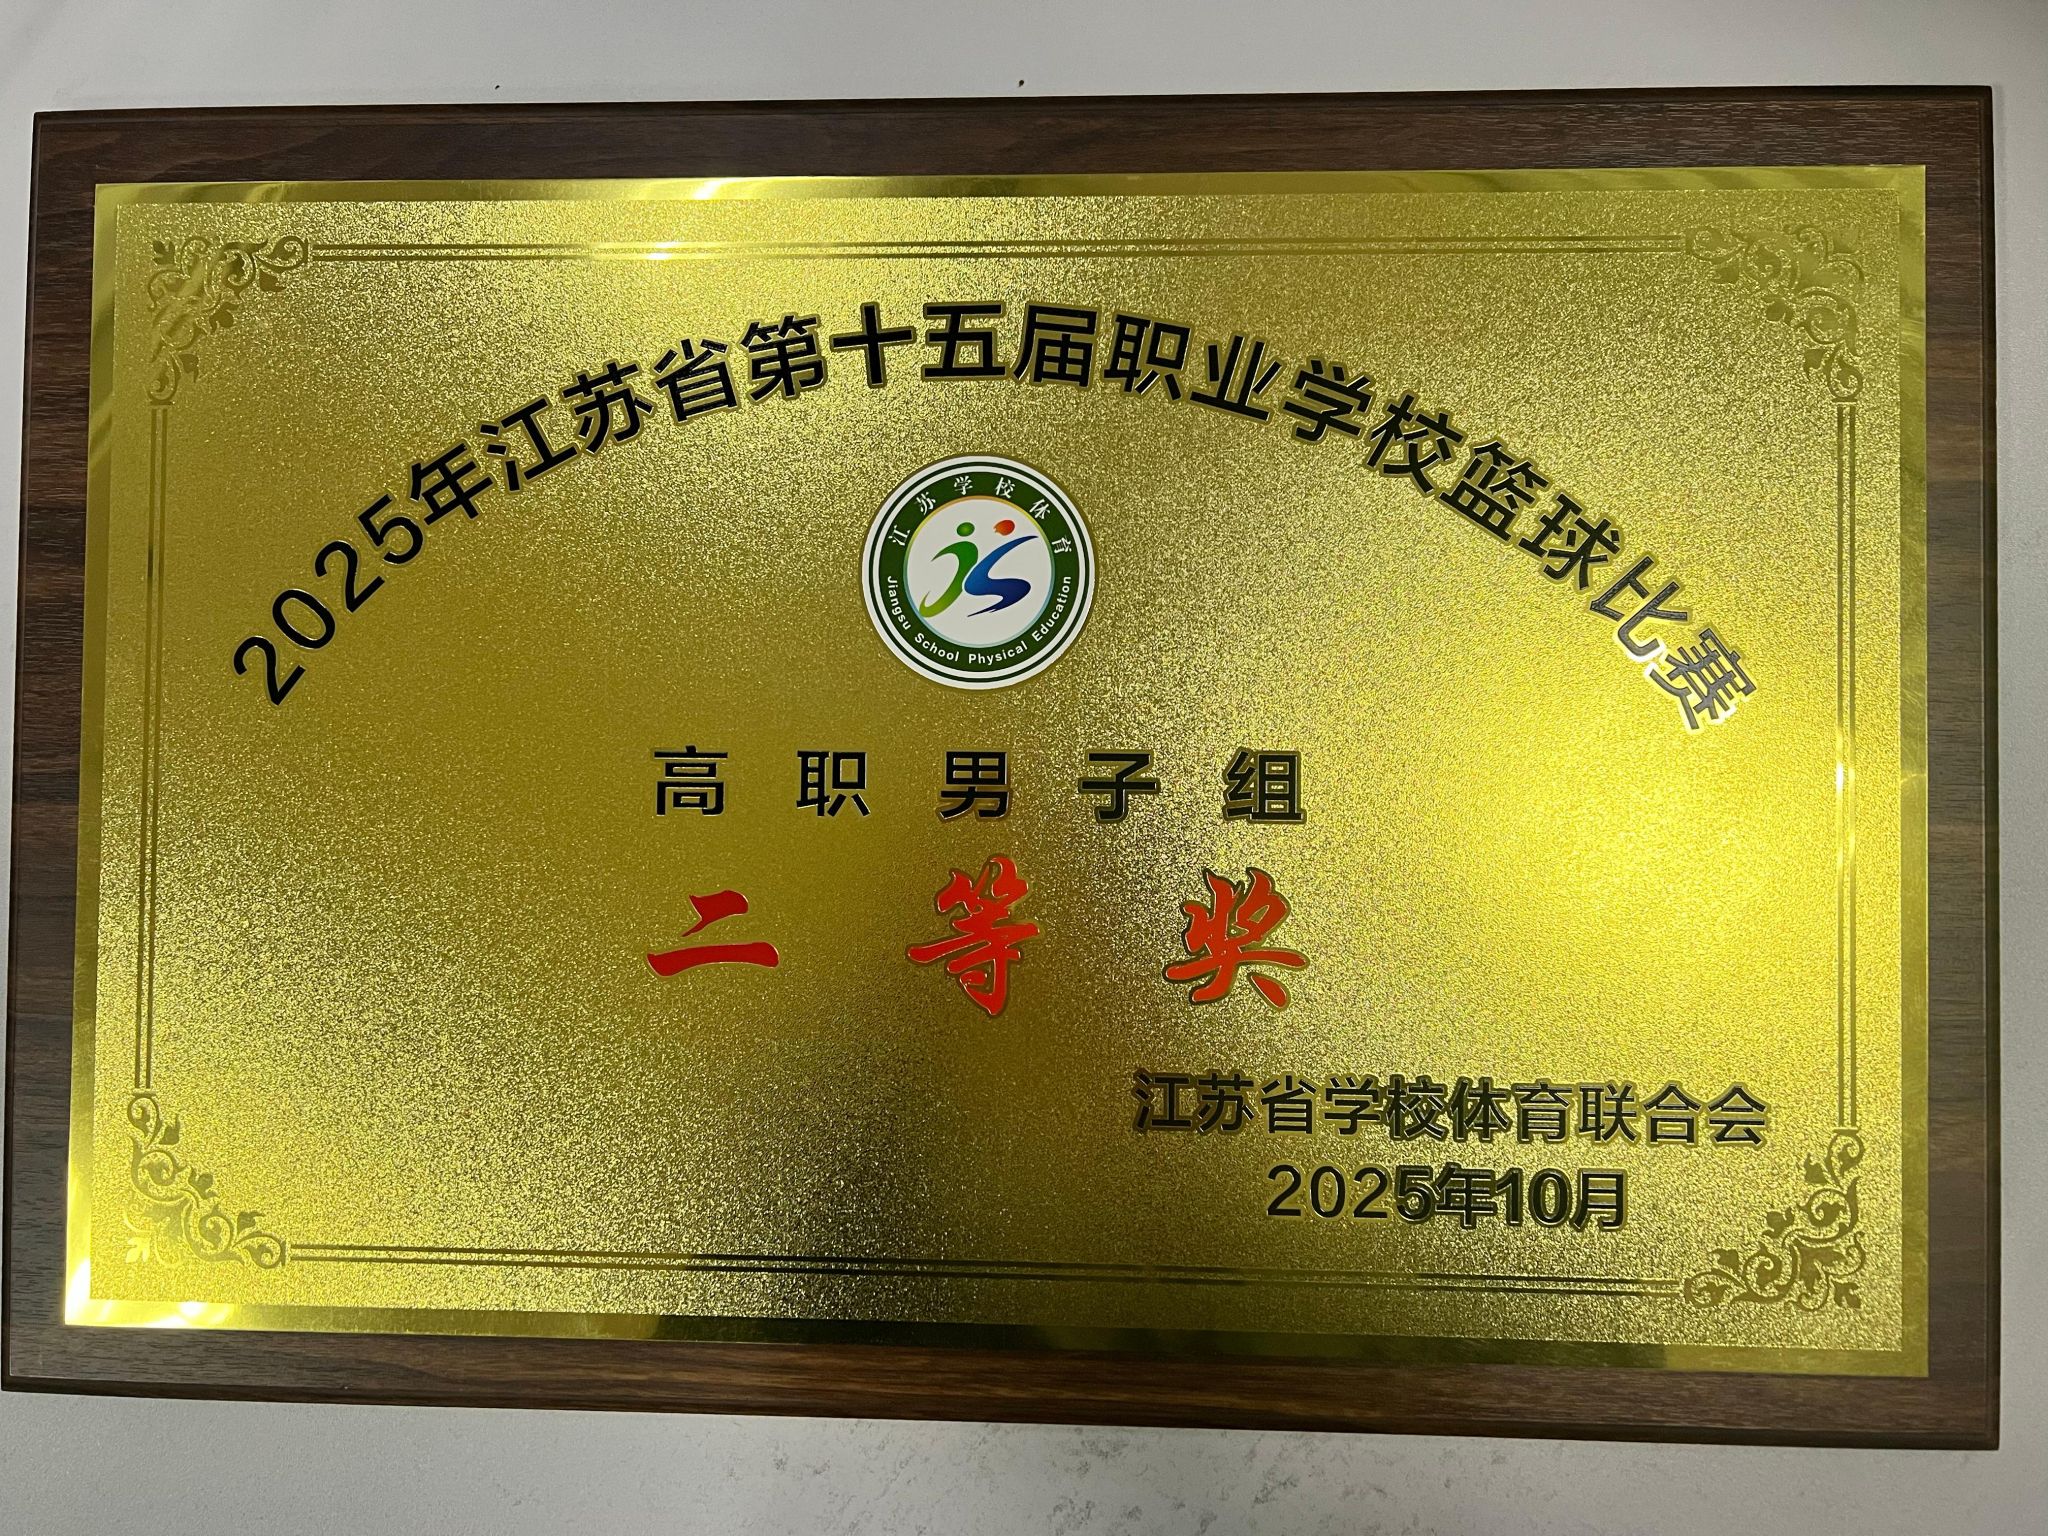 2025年江苏省第十五届职业学校篮球比赛
江苏学校体育
Jiangsu School Physical Education
高职男子组
二等奖
江苏省学校体育联合会
2025年10月